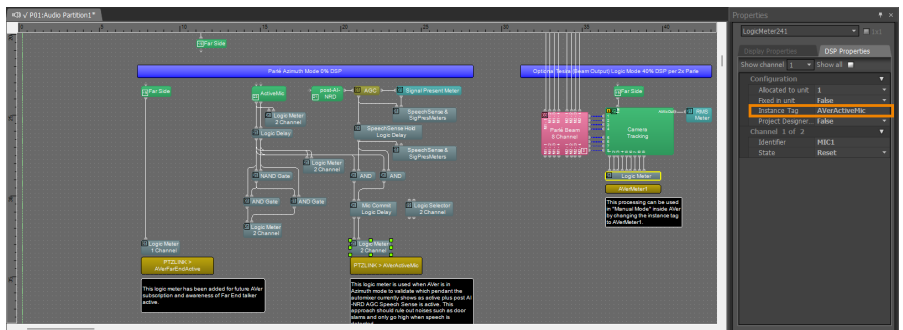 P01:Audio Partition1*
Far Side
Parlé Azimuth Mode 0% DSP
Optional Tesira (Beam Output) Logic Mode 40% DSP per 2x Parle
Far Side
ActiveMic
post-AI-
NRD
AGC
Signal Present Meter
Logic Meter
2 Channel
SpeechSense &
SigPresMeters
Logic Delay
SpeechSense Hold
Logic Delay
SpeechSense &
SigPresMeters
Logic Meter
2 Channel
NAND Gate
AND
AND
AND Gate
AND Gate
Mic Commit
Logic Delay
Logic Selector
2 Channel
Logic Meter
2 Channel
Logic Meter
1 Channel
Logic Meter
2 Channel
PTZLINK =
AVerFarEndActive
PTZLINK = AVerActiveMic
This logic meter has been added for future AVer
subscription and awareness of Far End talker
active.
This logic meter is used when AVer is in
Azimuth mode to validate which pendant the
automixer currently shows as active plus post AI
-NRD AGC Speech Sense is active. This
approach should rule out noises such as door
slams and only go high when speech is
detected.
Far Side
Parlé Beam
8 Channel
Camera
Tracking
RMS
Meter
Logic Meter
AVerMeter1
This processing can be used
in "Manual Mode" inside AVer
by changing the instance tag
to AVerMeter1.
Properties
LogicMeter241
Display Properties
DSP Properties
Show channel 1
Show all
Configuration
Allocated to unit 1
Fixed in unit False
Instance Tag AVerActiveMic
Project Designer... False
Channel 1 of 2
Identifier MIC1
State Reset